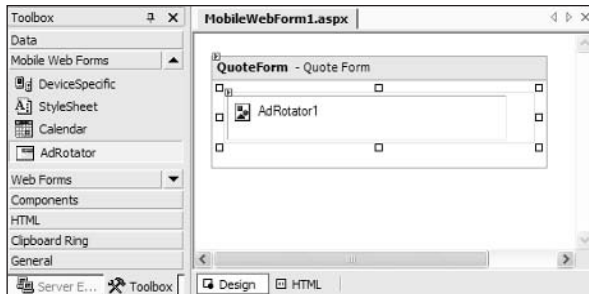 Toolbox
Data
Mobile Web Forms
DeviceSpecific
StyleSheet
Calendar
AdRotator
Web Forms
Components
HTML
Clipboard Ring
General
Server E...
Toolbox
MobileWebForm1.aspx
QuoteForm - Quote Form
AdRotator1
Design
HTML